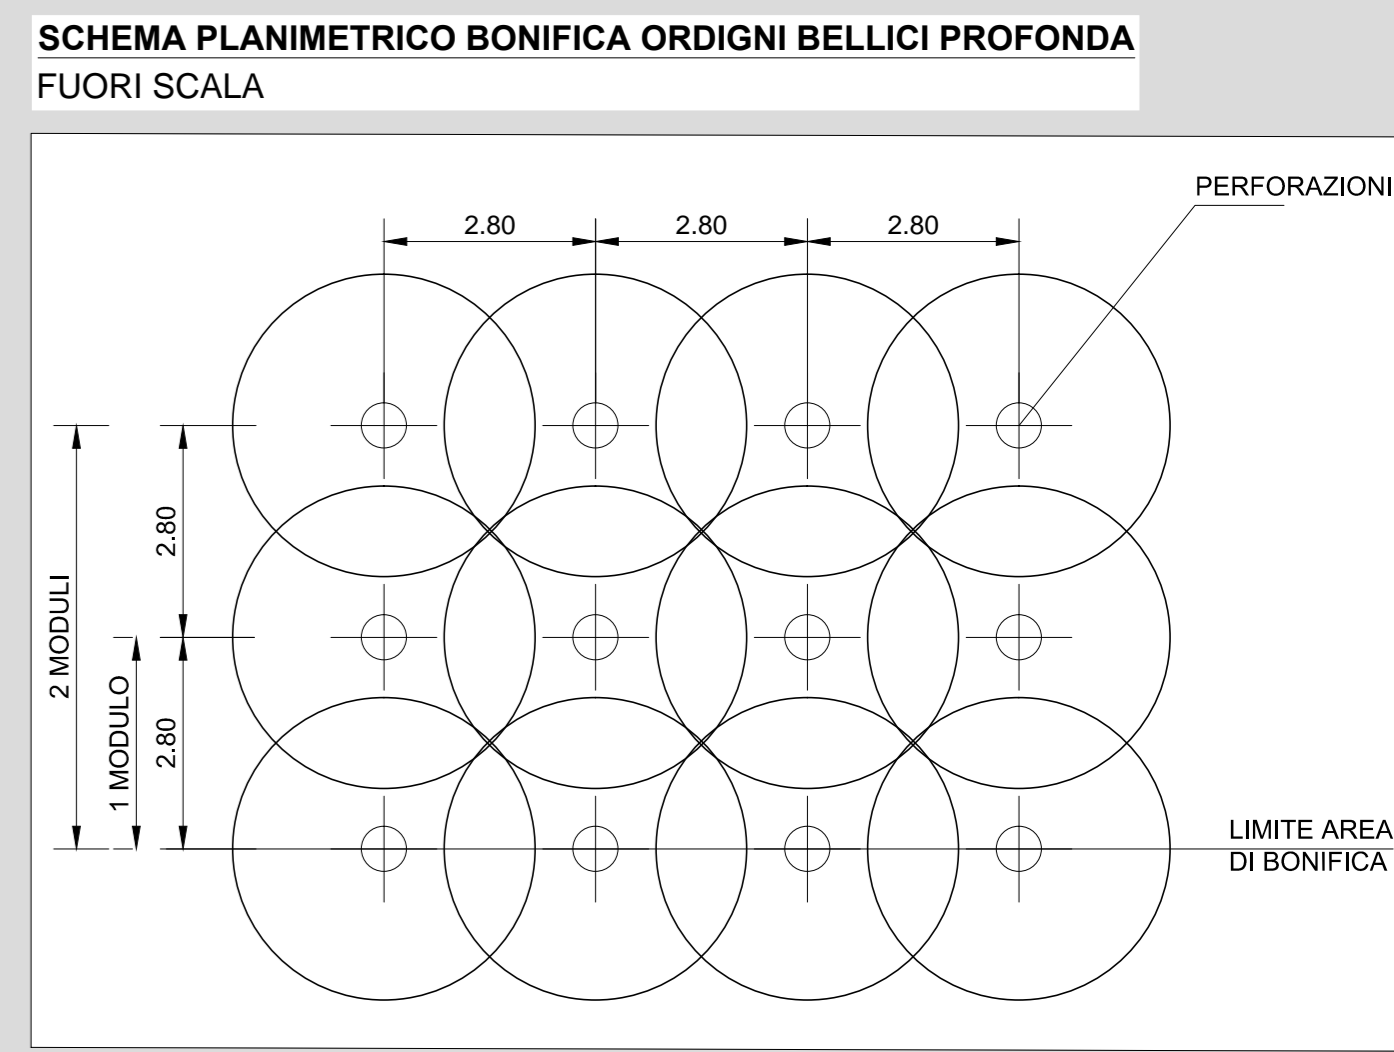 SCHEMA PLANIMETRICO BONIFICA ORDIGNI BELLICI PROFONDA
FUORI SCALA
PERFORAZIONI
2.80
2.80
2.80
2.80
2 MODULI
1 MODULO
2.80
LIMITE AREA
DI BONIFICA